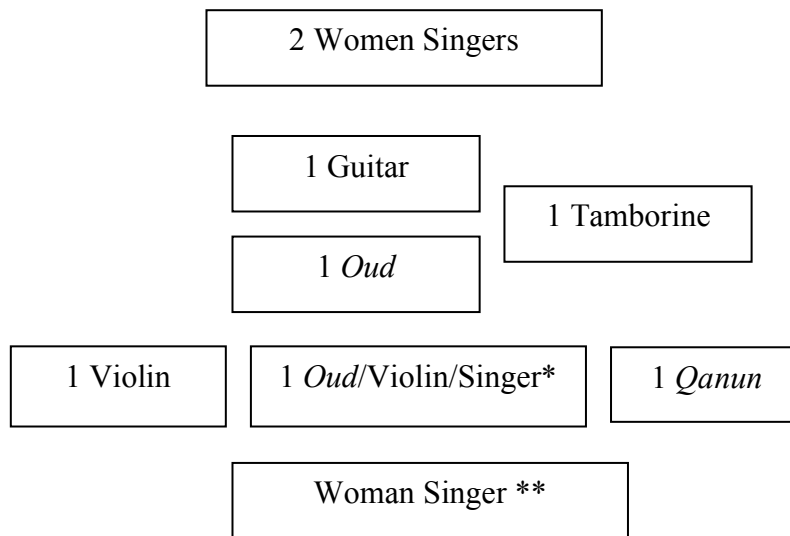 2 Women Singers
1 Guitar
1 Tamborine
1 Oud
1 Violin
1 Oud/Violin/Singer*
1 Qanun
Woman Singer **